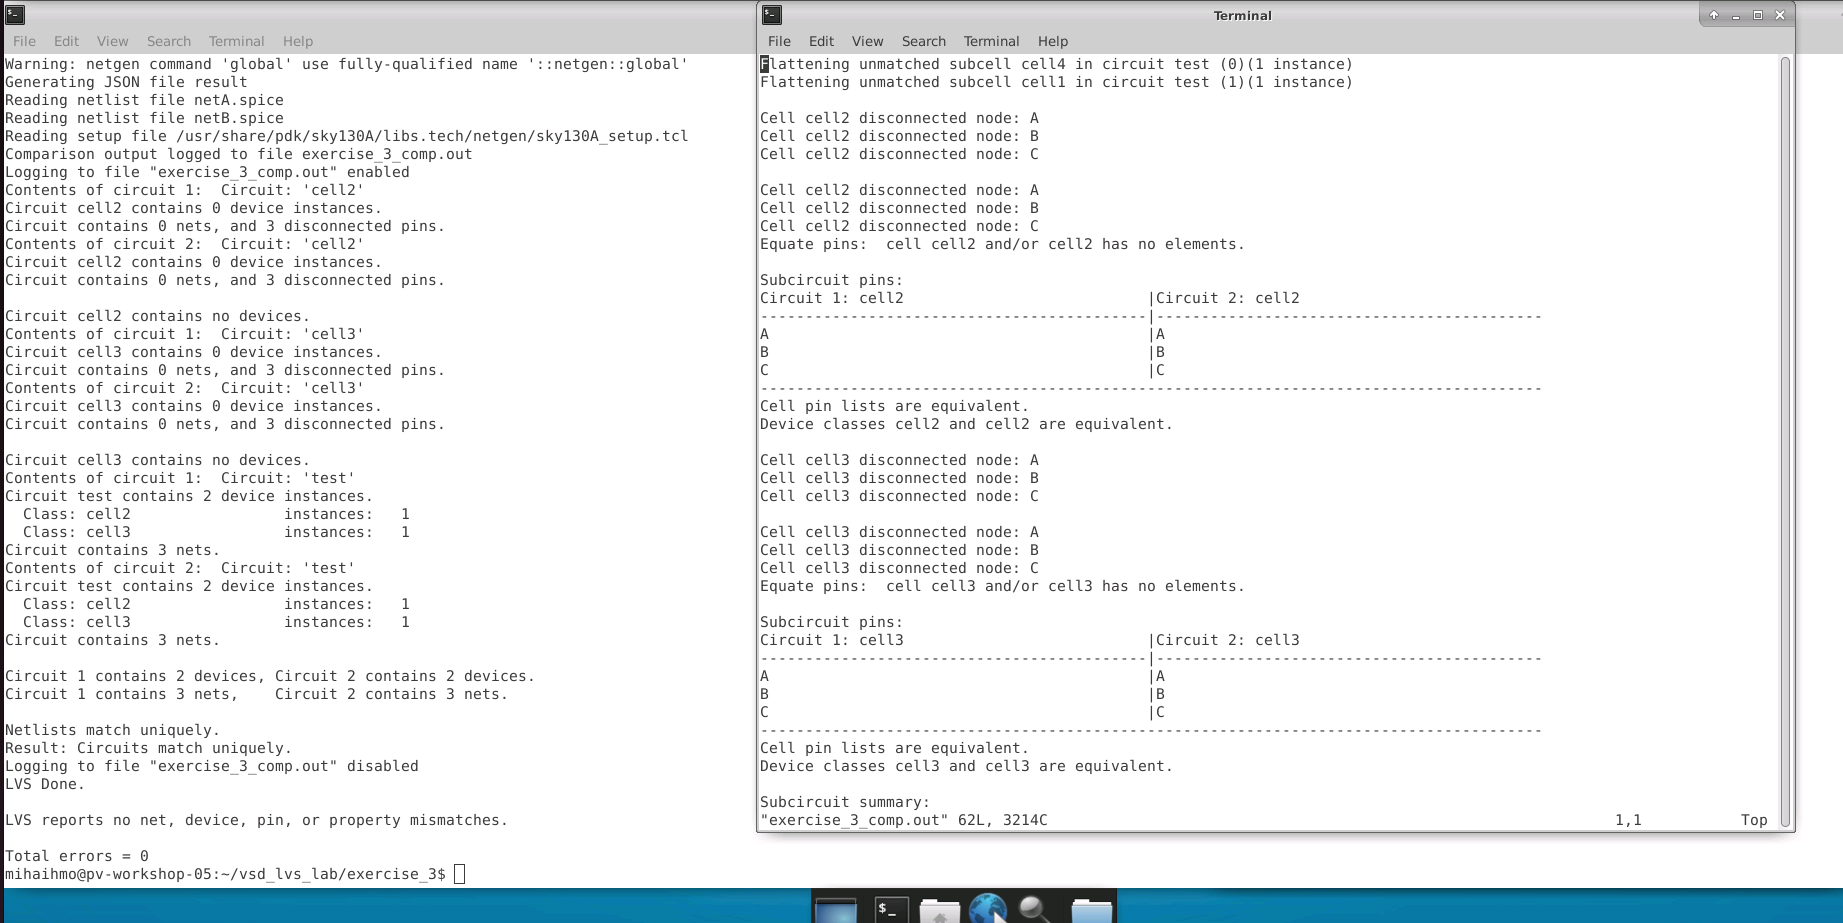 File Edit View Search Terminal Help
Warning: netgen command 'global' use fully-qualified name '::netgen::global'
Generating JSON file result
Reading netlist file netA.spice
Reading netlist file netB.spice
Reading setup file /usr/share/pdk/sky130A/libs.tech/netgen/sky130A_setup.tcl
Comparison output logged to file exercise_3_comp.out
Logging to file "exercise_3_comp.out" enabled
Contents of circuit 1:  Circuit: 'cell2'
Circuit cell2 contains 0 device instances.
Circuit contains 0 nets, and 3 disconnected pins.
Contents of circuit 2:  Circuit: 'cell2'
Circuit cell2 contains 0 device instances.
Circuit contains 0 nets, and 3 disconnected pins.

Circuit cell2 contains no devices.
Contents of circuit 1:  Circuit: 'cell3'
Circuit cell3 contains 0 device instances.
Circuit contains 0 nets, and 3 disconnected pins.
Contents of circuit 2:  Circuit: 'cell3'
Circuit cell3 contains 0 device instances.
Circuit contains 0 nets, and 3 disconnected pins.

Circuit cell3 contains no devices.
Contents of circuit 1:  Circuit: 'test'
Circuit test contains 2 device instances.
  Class: cell2                 instances:   1
  Class: cell3                 instances:   1
Circuit contains 3 nets.
Contents of circuit 2:  Circuit: 'test'
Circuit test contains 2 device instances.
  Class: cell2                 instances:   1
  Class: cell3                 instances:   1
Circuit contains 3 nets.

Circuit 1 contains 2 devices, Circuit 2 contains 2 devices.
Circuit 1 contains 3 nets,    Circuit 2 contains 3 nets.

Netlists match uniquely.
Result: Circuits match uniquely.
Logging to file "exercise_3_comp.out" disabled
LVS Done.

LVS reports no net, device, pin, or property mismatches.

Total errors = 0
mihaihmo@pv-workshop-05:~/vsd_lvs_lab/exercise_3$
Terminal
File Edit View Search Terminal Help
Flattening unmatched subcell cell4 in circuit test (0)(1 instance)
Flattening unmatched subcell cell1 in circuit test (1)(1 instance)

Cell cell2 disconnected node: A
Cell cell2 disconnected node: B
Cell cell2 disconnected node: C

Cell cell2 disconnected node: A
Cell cell2 disconnected node: B
Cell cell2 disconnected node: C
Equate pins:  cell cell2 and/or cell2 has no elements.

Subcircuit pins:
Circuit 1: cell2                           |Circuit 2: cell2
-------------------------------------------|-------------------------------------------
A                                          |A
B                                          |B
C                                          |C
---------------------------------------------------------------------------------------
Cell pin lists are equivalent.
Device classes cell2 and cell2 are equivalent.

Cell cell3 disconnected node: A
Cell cell3 disconnected node: B
Cell cell3 disconnected node: C

Cell cell3 disconnected node: A
Cell cell3 disconnected node: B
Cell cell3 disconnected node: C
Equate pins:  cell cell3 and/or cell3 has no elements.

Subcircuit pins:
Circuit 1: cell3                           |Circuit 2: cell3
-------------------------------------------|-------------------------------------------
A                                          |A
B                                          |B
C                                          |C
---------------------------------------------------------------------------------------
Cell pin lists are equivalent.
Device classes cell3 and cell3 are equivalent.

Subcircuit summary:
"exercise_3_comp.out" 62L, 3214C 1,1 Top
$_